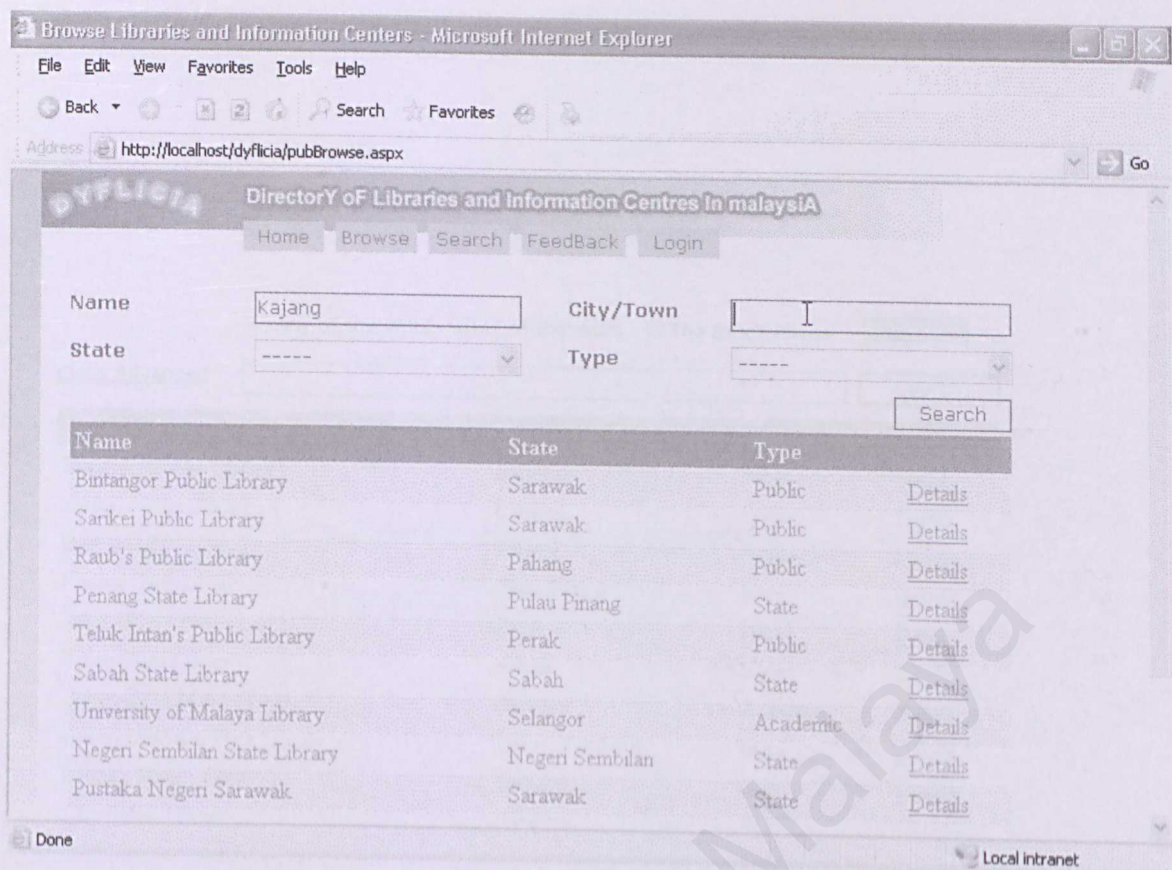 Browse Libraries and Information Centers - Microsoft Internet Explorer
File Edit View Favorites Tools Help
Back Search Favorites
Address http://localhost/dyflicia/pubBrowse.aspx Go
DYFLICIA DirectorY oF Libraries and Information Centres In malaysiA
Home Browse Search FeedBack Login
Name Kajang City/Town
State ----- Type -----
Search
Name State Type
Bintangor Public Library Sarawak Public Details
Sarikei Public Library Sarawak Public Details
Raub's Public Library Pahang Public Details
Penang State Library Pulau Pinang State Details
Teluk Intan's Public Library Perak Public Details
Sabah State Library Sabah State Details
University of Malaya Library Selangor Academic Details
Negeri Sembilan State Library Negeri Sembilan State Details
Pustaka Negeri Sarawak Sarawak State Details
Malaya
Done Local intranet